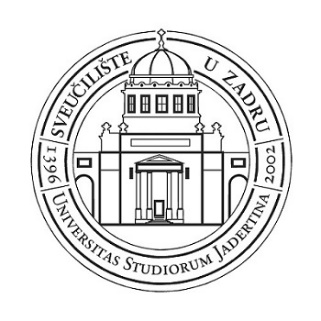 SVEUČILIŠTE U ZADRU
1396
2002
UNIVERSITAS STUDIORUM JADERTINA